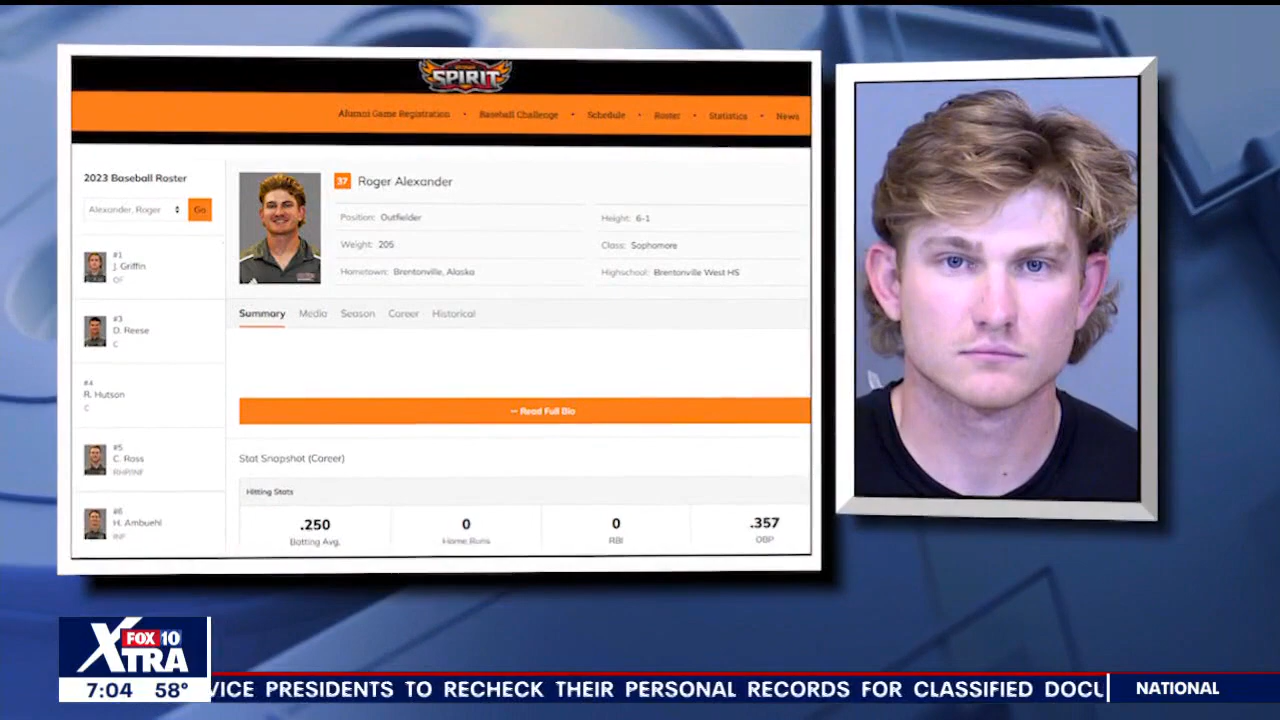 SPIRIT
Alumni Game Registration • Baseball Challenge • Schedule • Roster • Statistics • News
2023 Baseball Roster
Alexander, Roger
Go
#1
J. Griffin
OF
#3
D. Reese
C
#4
R. Hutson
C
#5
C. Ross
RHP/INF
#6
H. Ambuehl
INF
37 Roger Alexander
Position: Outfielder
Height: 6-1
Weight: 205
Class: Sophomore
Hometown: Brentonville, Alaska
Highschool: Brentonville West HS
Summary Media Season Career Historical
— Read Full Bio
Stat Snapshot (Career)
Hitting Stats
.250 0 0 .357
Batting Avg. Home Runs RBI OBP
FOX 10
XTRA
7:04 58°
VICE PRESIDENTS TO RECHECK THEIR PERSONAL RECORDS FOR CLASSIFIED DOCU
NATIONAL